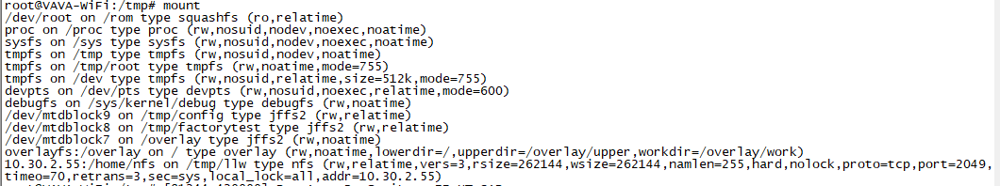 root@VAVA-WiFi:/tmp# mount
/dev/root on /rom type squashfs (ro,relatime)
proc on /proc type proc (rw,nosuid,nodev,noexec,noatime)
sysfs on /sys type sysfs (rw,nosuid,nodev,noexec,noatime)
tmpfs on /tmp type tmpfs (rw,nosuid,nodev,noatime)
tmpfs on /tmp/root type tmpfs (rw,noatime,mode=755)
tmpfs on /dev type tmpfs (rw,nosuid,relatime,size=512k,mode=755)
devpts on /dev/pts type devpts (rw,nosuid,noexec,relatime,mode=600)
debugfs on /sys/kernel/debug type debugfs (rw,noatime)
/dev/mtdblock9 on /tmp/config type jffs2 (rw,relatime)
/dev/mtdblock8 on /tmp/factorytest type jffs2 (rw,relatime)
/dev/mtdblock7 on /overlay type jffs2 (rw,noatime)
overlayfs:/overlay on / type overlay (rw,noatime,lowerdir=/,upperdir=/overlay/upper,workdir=/overlay/work)
10.30.2.55:/home/nfs on /tmp/llw type nfs (rw,relatime,vers=3,rsize=262144,wsize=262144,namlen=255,hard,nolock,proto=tcp,port=2049,
timeo=70,retrans=3,sec=sys,local_lock=all,addr=10.30.2.55)